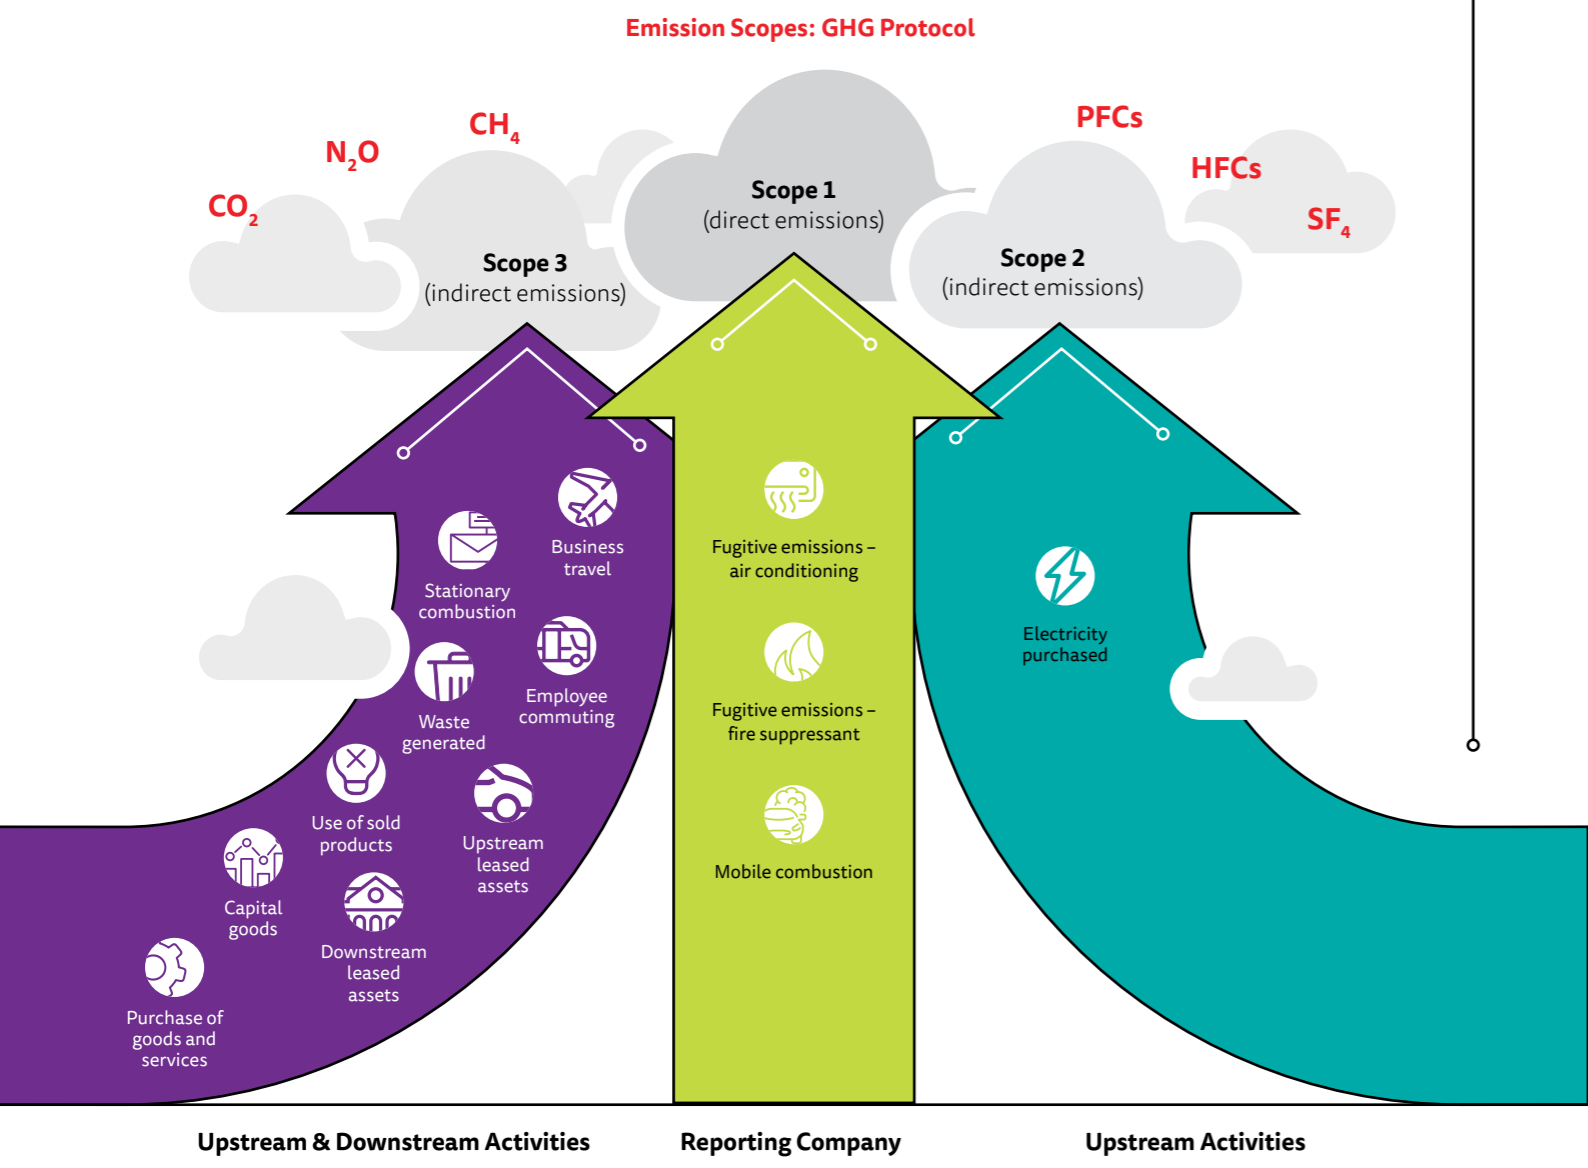 Emission Scopes: GHG Protocol
CO₂
N₂O
CH₄
PFCs
HFCs
SF₄
Scope 1
(direct emissions)
Scope 3
(indirect emissions)
Scope 2
(indirect emissions)
Business
travel
Stationary
combustion
Employee
commuting
Waste
generated
Use of sold
products
Upstream
leased
assets
Capital
goods
Downstream
leased
assets
Purchase of
goods and
services
Fugitive emissions –
air conditioning
Fugitive emissions –
fire suppressant
Mobile combustion
Electricity
purchased
Upstream & Downstream Activities
Reporting Company
Upstream Activities